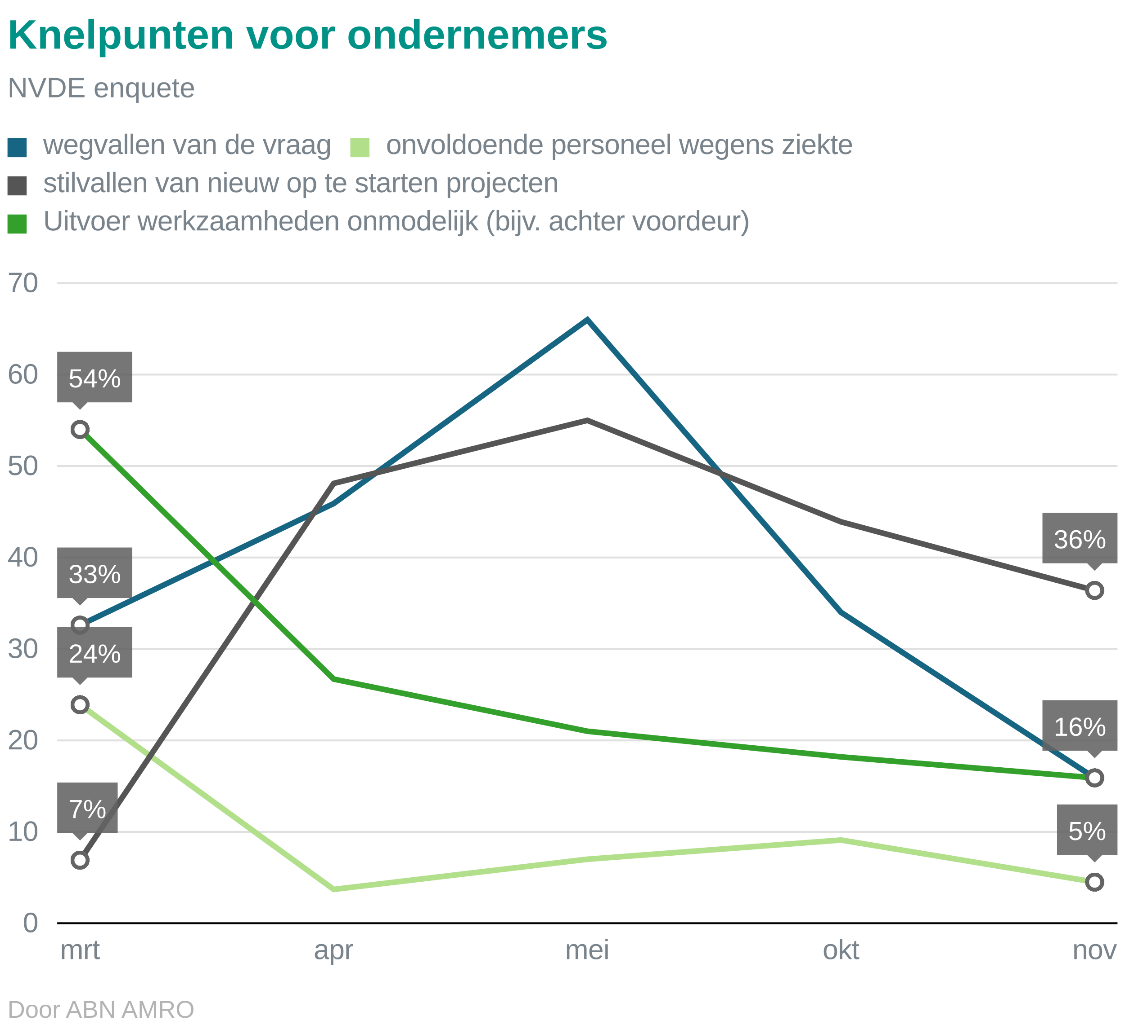 Knelpunten voor ondernemers
NVDE enquete
wegvallen van de vraag onvoldoende personeel wegens ziekte
stilvallen van nieuw op te starten projecten
Uitvoer werkzaamheden onmodelijk (bijv. achter voordeur)
70
60
54%
50
40
36%
33%
30
24%
20
16%
10
7%
5%
0
mrt apr mei okt nov
Door ABN AMRO